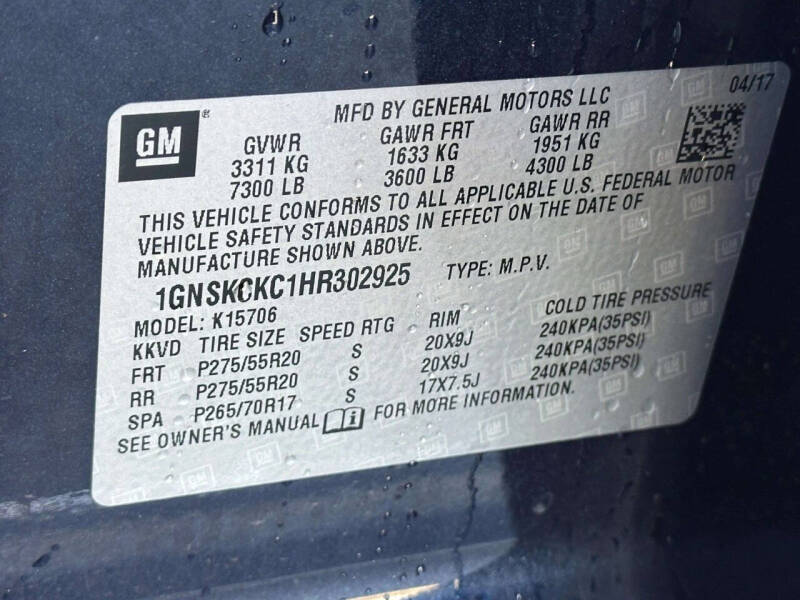 04/17
MFD BY GENERAL MOTORS LLC
GM®
GVWR GAWR FRT GAWR RR
3311 KG 1633 KG 1951 KG
7300 LB 3600 LB 4300 LB
THIS VEHICLE CONFORMS TO ALL APPLICABLE U.S. FEDERAL MOTOR
VEHICLE SAFETY STANDARDS IN EFFECT ON THE DATE OF
MANUFACTURE SHOWN ABOVE.
1GNSKCKC1HR302925 TYPE: M.P.V.
MODEL: K15706
KKVD TIRE SIZE SPEED RTG RIM COLD TIRE PRESSURE
FRT P275/55R20 S 20X9J 240KPA(35PSI)
RR P275/55R20 S 20X9J 240KPA(35PSI)
SPA P265/70R17 S 17X7.5J 240KPA(35PSI)
SEE OWNER'S MANUAL i FOR MORE INFORMATION.